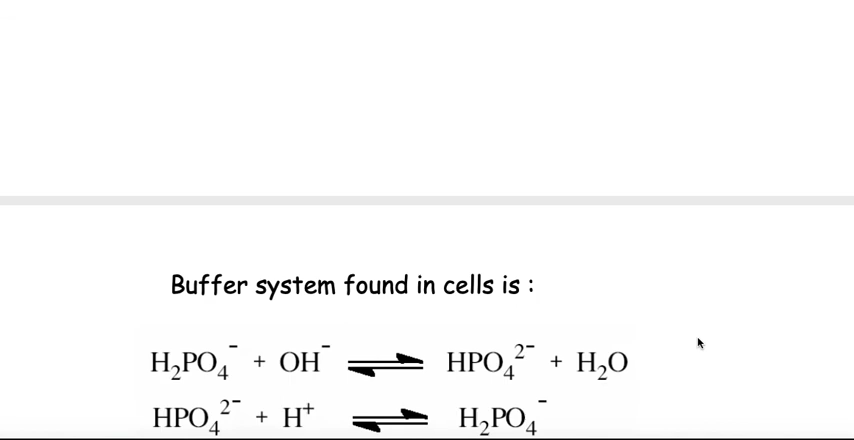 Buffer system found in cells is :
H₂PO₄⁻ + OH⁻ ⇌ HPO₄²⁻ + H₂O
HPO₄²⁻ + H⁺ ⇌ H₂PO₄⁻